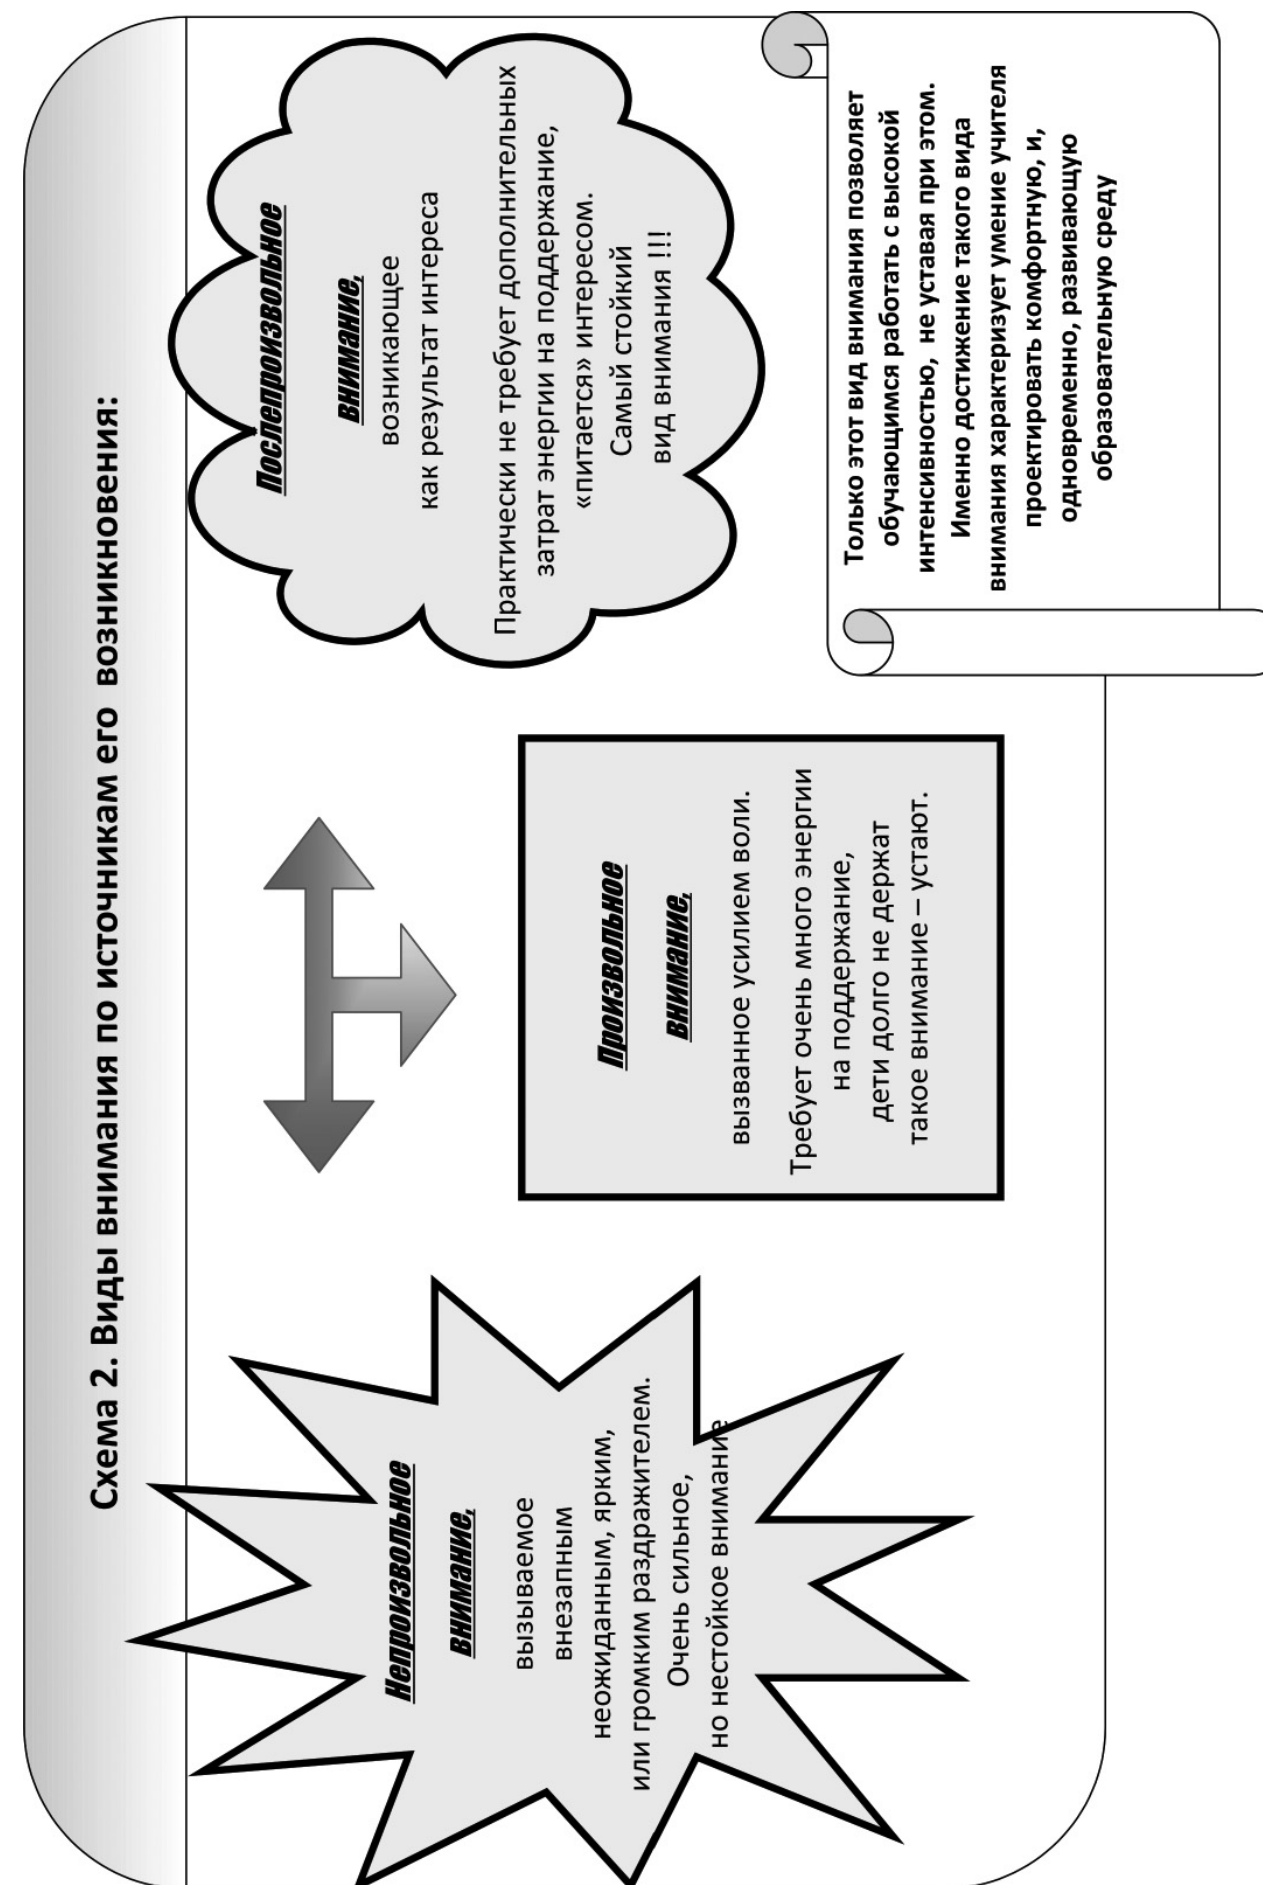 Схема 2. Виды внимания по источникам его возникновения:
Непроизвольное
внимание,
вызываемое
внезапным
неожиданным, ярким,
или громким раздражителем.
Очень сильное,
но нестойкое внимание
Произвольное
внимание,
вызванное усилием воли.
Требует очень много энергии
на поддержание,
дети долго не держат
такое внимание – устают.
Послепроизвольное
внимание,
возникающее
как результат интереса
Практически не требует дополнительных
затрат энергии на поддержание,
«питается» интересом.
Самый стойкий
вид внимания !!!
Только этот вид внимания позволяет
обучающимся работать с высокой
интенсивностью, не уставая при этом.
Именно достижение такого вида
внимания характеризует умение учителя
проектировать комфортную, и,
одновременно, развивающую
образовательную среду